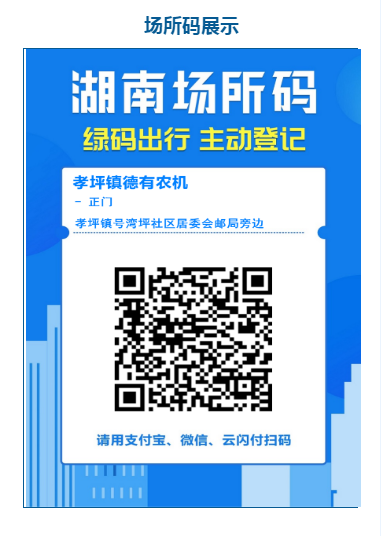 场所码展示
湖南场所码
绿码出行 主动登记
孝坪镇德有农机
- 正门
孝坪镇号湾坪社区居委会邮局旁边
请用支付宝、微信、云闪付扫码